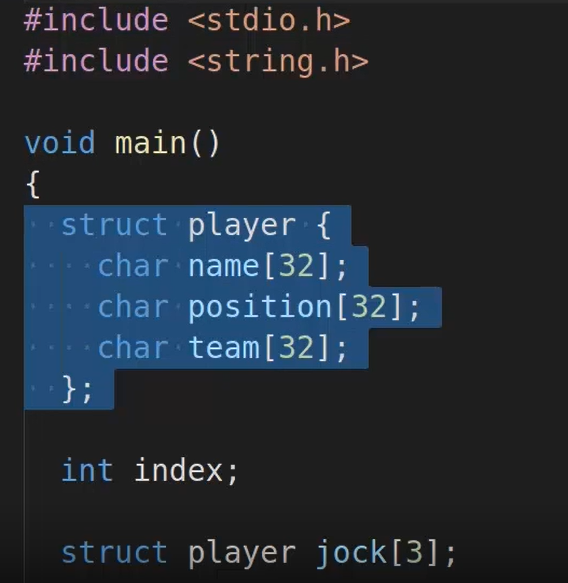 #include <stdio.h>
#include <string.h>
void main()
{
struct player {
char name[32];
char position[32];
char team[32];
};
int index;
struct player jock[3];